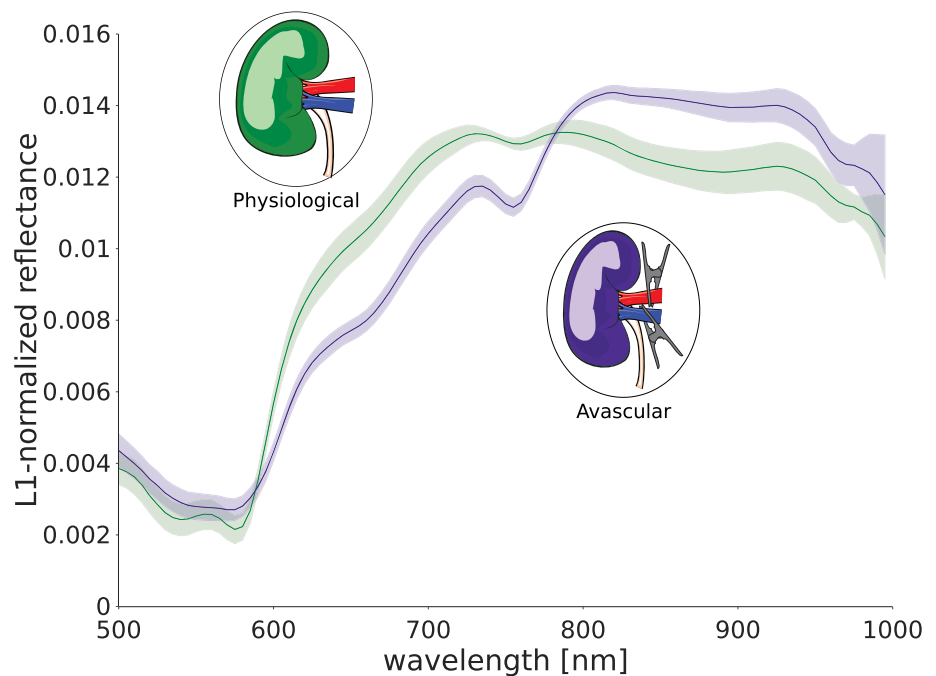 L1-normalized reflectance
0.016
0.014
0.012
0.01
0.008
0.006
0.004
0.002
0
Physiological
Avascular
500 600 700 800 900 1000
wavelength [nm]